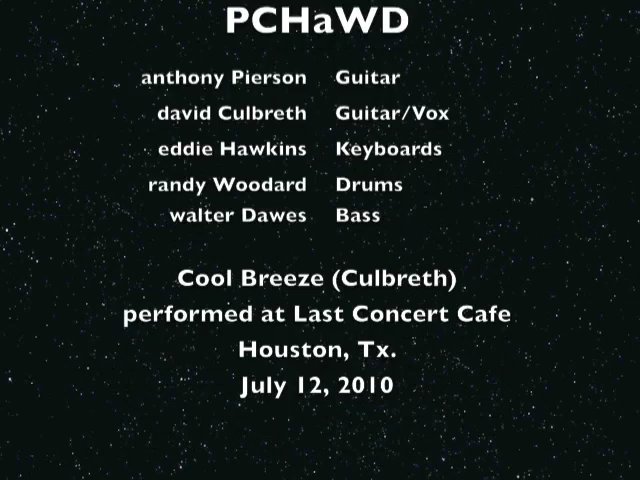 PCHaWD
anthony Pierson Guitar
david Culbreth Guitar/Vox
eddie Hawkins Keyboards
randy Woodard Drums
walter Dawes Bass
Cool Breeze (Culbreth)
performed at Last Concert Cafe
Houston, Tx.
July 12, 2010